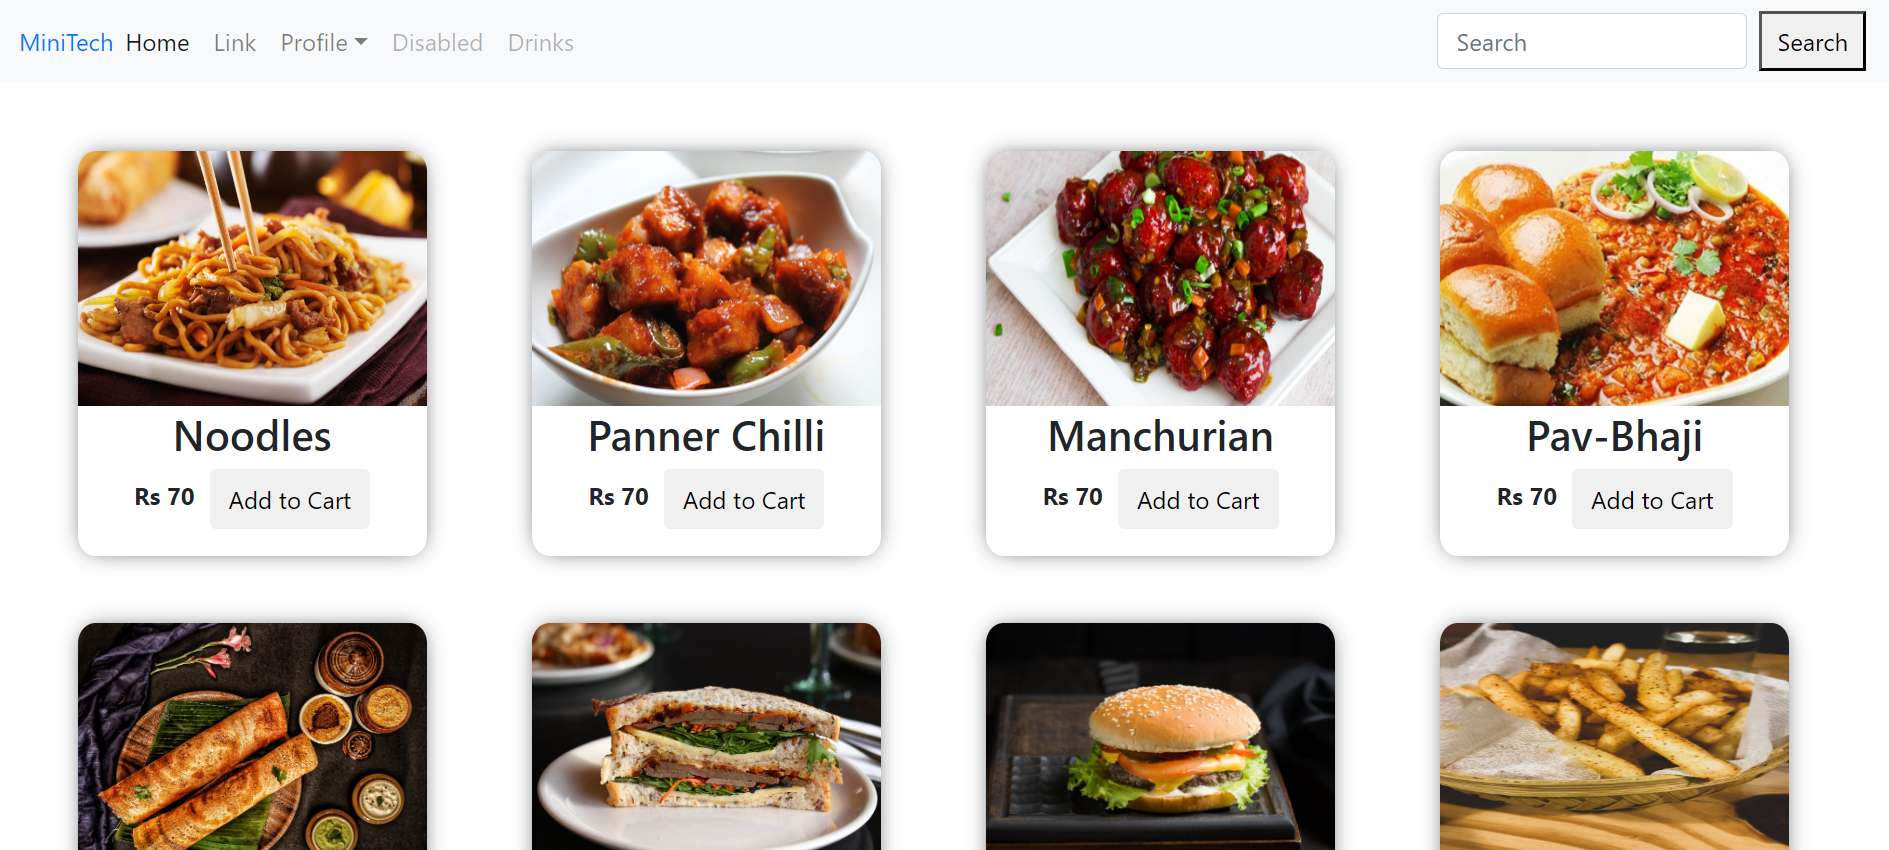 MiniTech Home Link Profile Disabled Drinks Search Search
Noodles Panner Chilli Manchurian Pav-Bhaji
Rs 70 Add to Cart Rs 70 Add to Cart Rs 70 Add to Cart Rs 70 Add to Cart